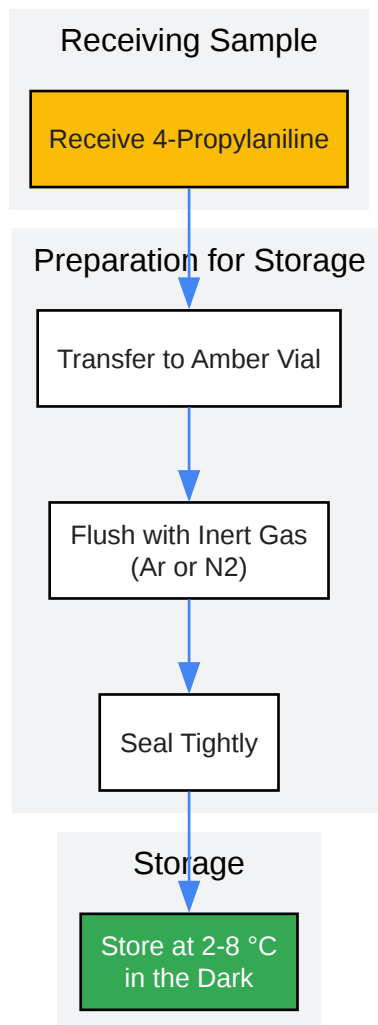 Receiving Sample
Receive 4-Propylaniline
Preparation for Storage
Transfer to Amber Vial
Flush with Inert Gas
(Ar or N2)
Seal Tightly
Storage
Store at 2-8 °C
in the Dark